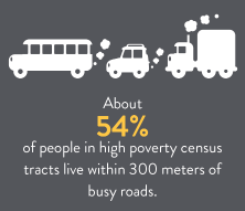 About
54%
of people in high poverty census
tracts live within 300 meters of
busy roads.